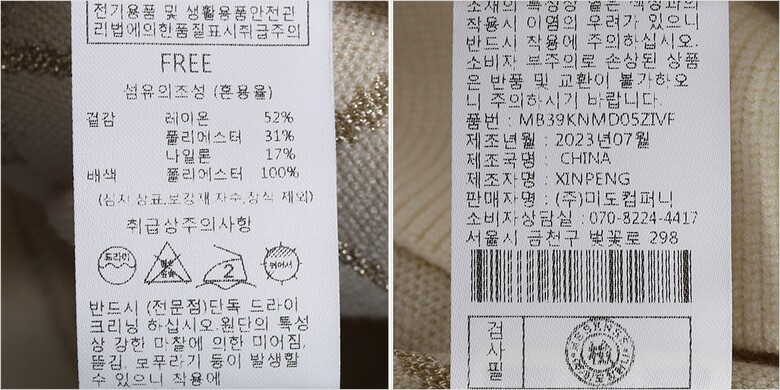 전기용품 및 생활용품안전관
리법에의한품질표시취급주의
FREE
섬유의조성 (혼용율)
겉감 레이온 52%
폴리에스터 31%
나일론 17%
배색 폴리에스터 100%
(심지,상표,보강재,자수,장식 제외)
취급상주의사항
드라이
염소 표백 2 뉘어서
반드시 (전문점)단독 드라이
크리닝 하십시오.원단의 특성
상 강한 마찰에 의한 미어짐,
뜯김, 보푸라기 등이 발생할
수 있으니 착용에
소재의 특성상 짙은 색상과의
착용시 이염의 우려가 있으니
반드시 착용에 주의하십시오.
소비자 부주의로 손상된 상품
은 반품 및 교환이 불가하오
니 주의하시기 바랍니다.
품번 : MB39KNMD05ZIVF
제조년월 : 2023년07월
제조국명 : CHINA
제조자명 : XINPENG
판매자명 : (주)미도컴퍼니
소비자상담실 : 070-8224-4417
서울시 금천구 벚꽃로 298
검사필